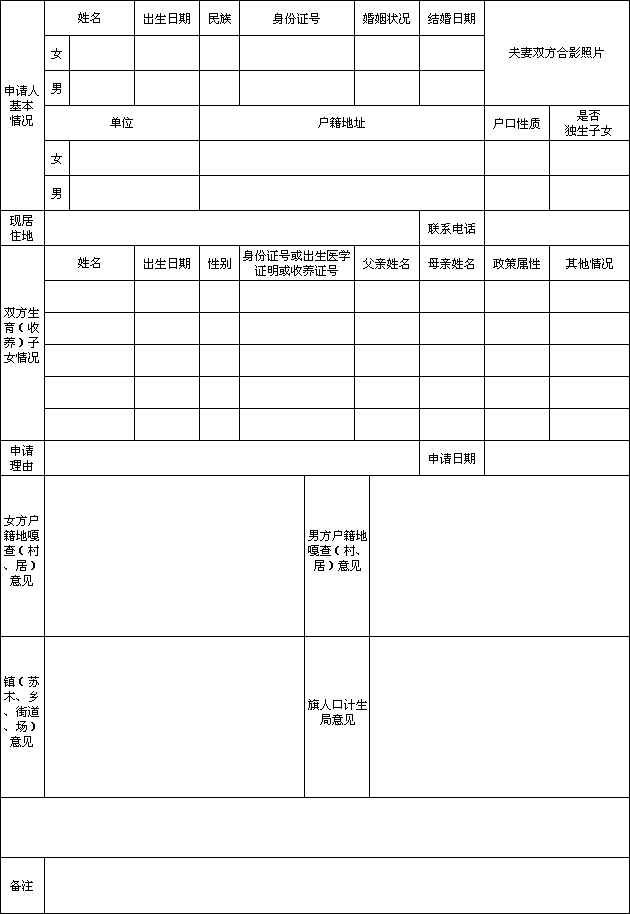 姓名 出生日期 民族 身份证号 婚姻状况 结婚日期 夫妻双方合影照片
申请人
基本
情况
女
男
单位 户籍地址 户口性质 是否
独生子女
女
男
现居
住地
联系电话
双方生
育（收
养）子
女情况
姓名 出生日期 性别 身份证号或出生医学
证明或收养证号
父亲姓名 母亲姓名 政策属性 其他情况
申请
理由
申请日期
女方户
籍地嘎
查（村
、居）
意见
男方户籍地
嘎查（村、
居）意见
镇（苏
木、乡
、街道
、场）
意见
旗人口计生
局意见
备注